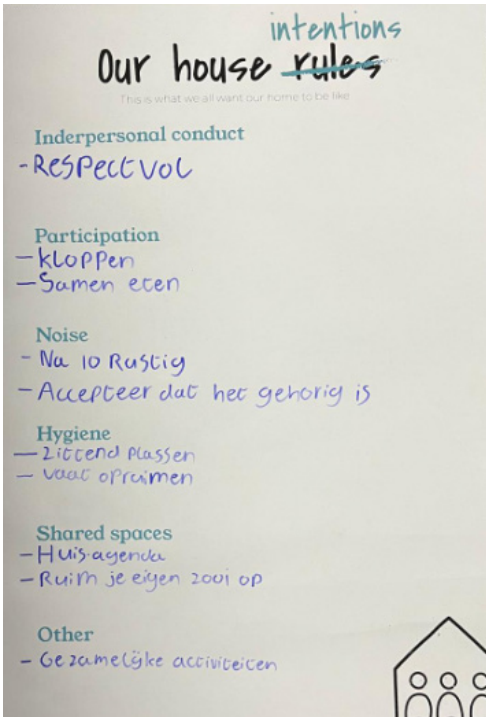 intentions
Our house rules
This is what we all want our home to be like
Inderpersonal conduct
- Respectvol
Participation
- kloppen
- Samen eten
Noise
- Na 10 Rustig
- Accepteer dat het gehorig is
Hygiene
- Zittend plassen
- vaat opruimen
Shared spaces
- Huis-agenda
- Ruim je eigen zooi op
Other
- Gezamelijke activiteiten